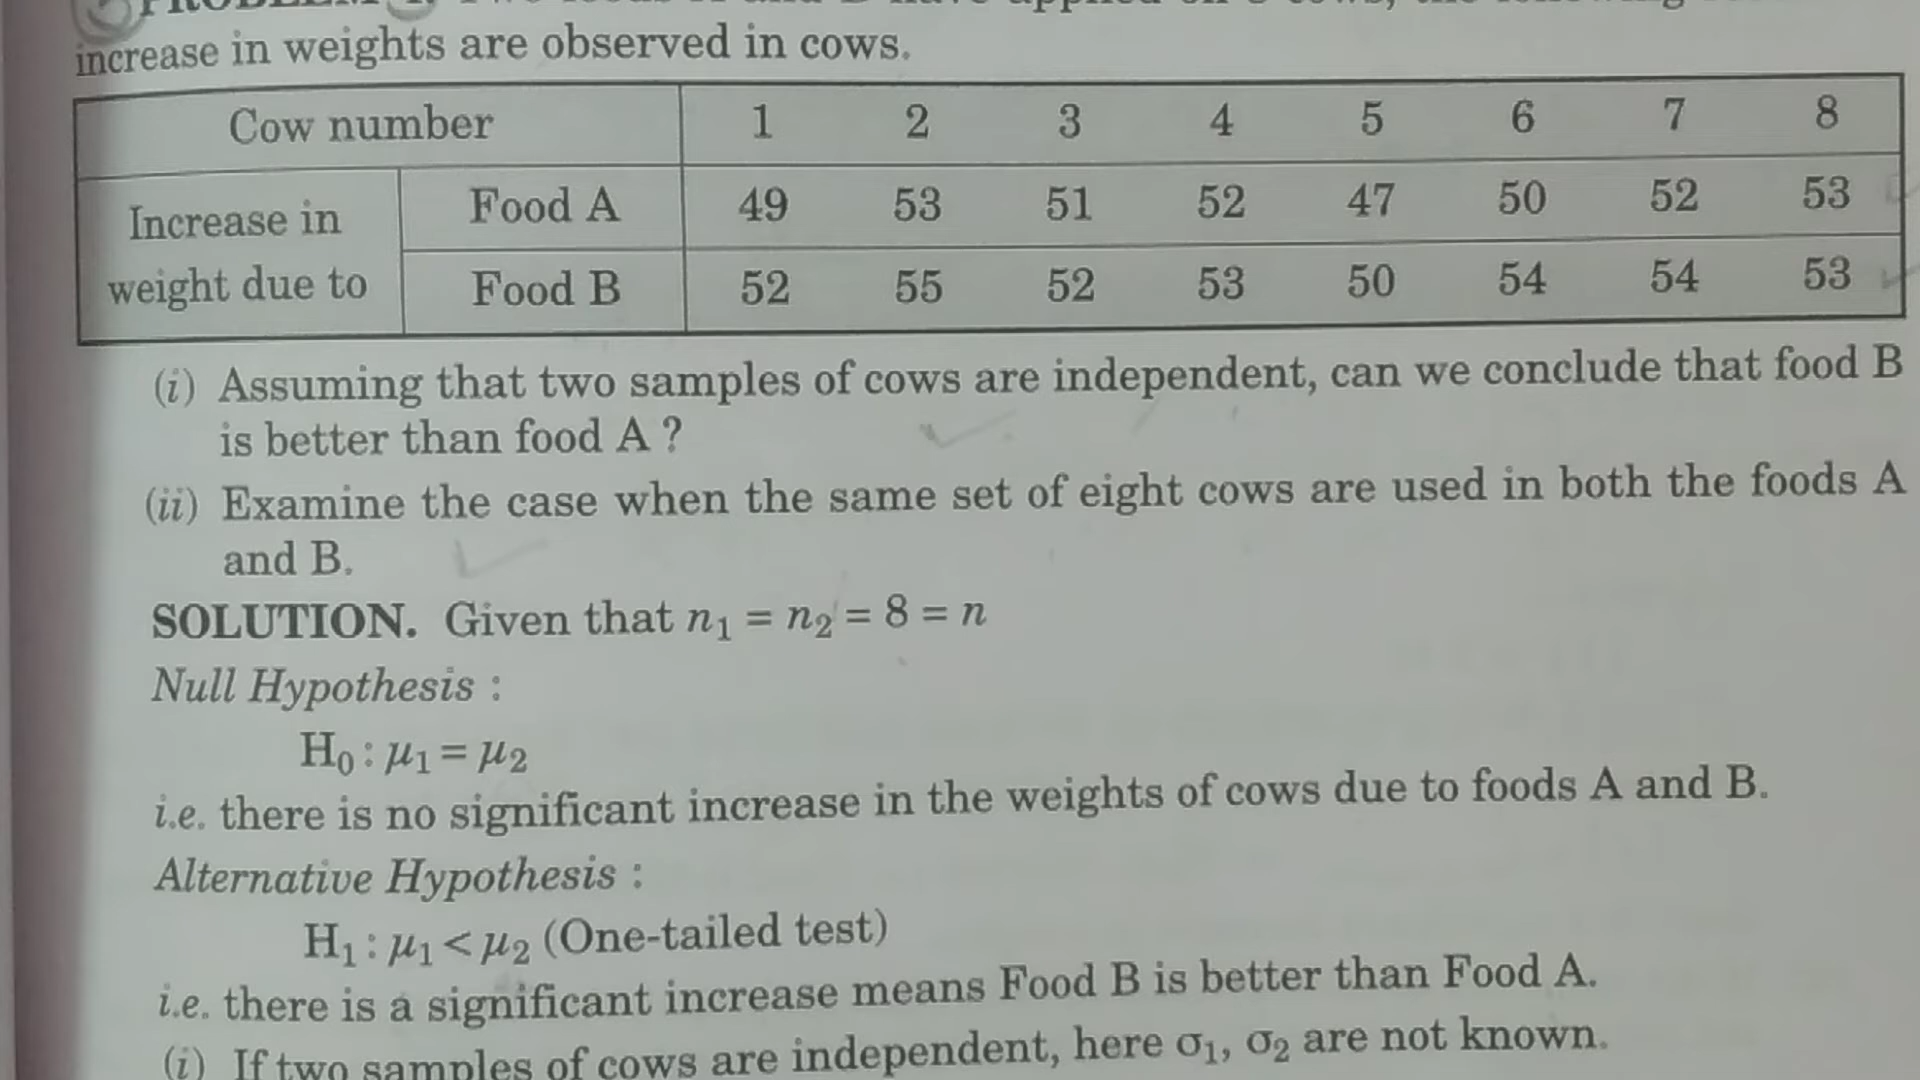 increase in weights are observed in cows.
Cow number 1 2 3 4 5 6 7 8
Increase in weight due to
Food A 49 53 51 52 47 50 52 53
Food B 52 55 52 53 50 54 54 53
(i) Assuming that two samples of cows are independent, can we conclude that food B
is better than food A ?
(ii) Examine the case when the same set of eight cows are used in both the foods A
and B.
SOLUTION. Given that n₁ = n₂ = 8 = n
Null Hypothesis :
H₀ : μ₁ = μ₂
i.e. there is no significant increase in the weights of cows due to foods A and B.
Alternative Hypothesis :
H₁ : μ₁ < μ₂ (One-tailed test)
i.e. there is a significant increase means Food B is better than Food A.
(i) If two samples of cows are independent, here σ₁, σ₂ are not known.